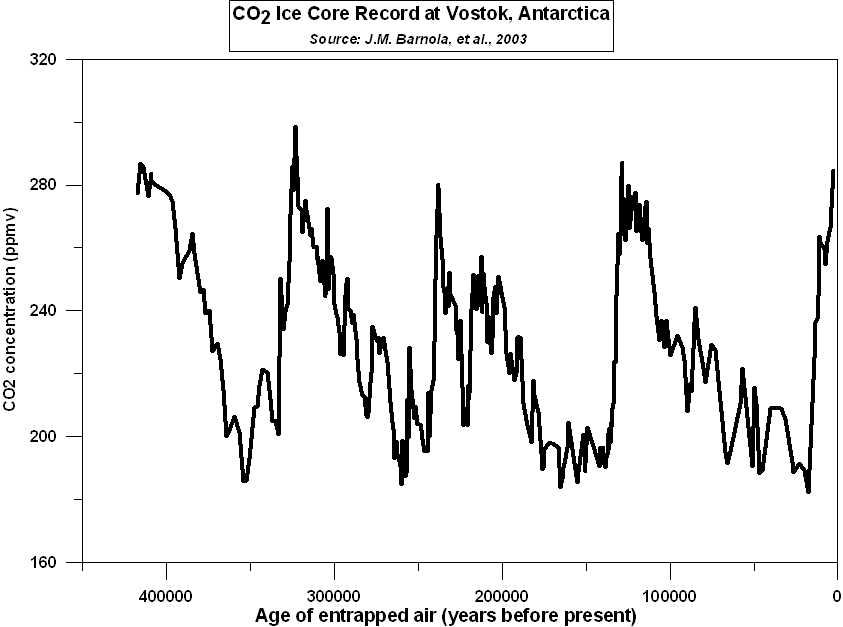 CO2 Ice Core Record at Vostok, Antarctica
Source: J.M. Barnola, et al., 2003
320
280
240
200
160
CO2 concentration (ppmv)
400000 300000 200000 100000 0
Age of entrapped air (years before present)